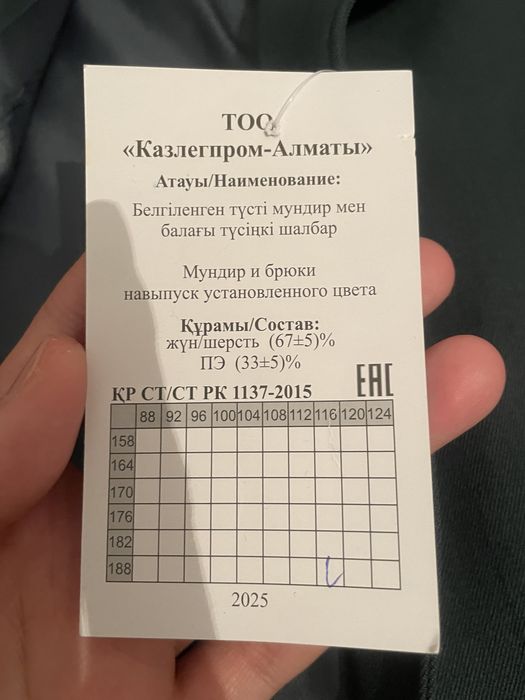 ТОО
«Казлегпром-Алматы»
Атауы/Наименование:
Белгіленген түсті мундир мен
балағы түсіңкі шалбар
Мундир и брюки
навыпуск установленного цвета
Құрамы/Состав:
жүн/шерсть (67±5)%
ПЭ (33±5)%
ҚР СТ/СТ РК 1137-2015 EAC
88 92 96 100 104 108 112 116 120 124
158
164
170
176
182
188
2025